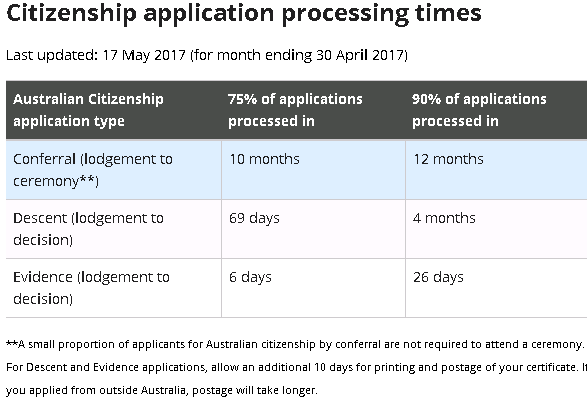 Citizenship application processing times
Last updated: 17 May 2017 (for month ending 30 April 2017)
Australian Citizenship application type 75% of applications processed in 90% of applications processed in
Conferral (lodgement to ceremony**) 10 months 12 months
Descent (lodgement to decision) 69 days 4 months
Evidence (lodgement to decision) 6 days 26 days
**A small proportion of applicants for Australian citizenship by conferral are not required to attend a ceremony.
For Descent and Evidence applications, allow an additional 10 days for printing and postage of your certificate.
you applied from outside Australia, postage will take longer.